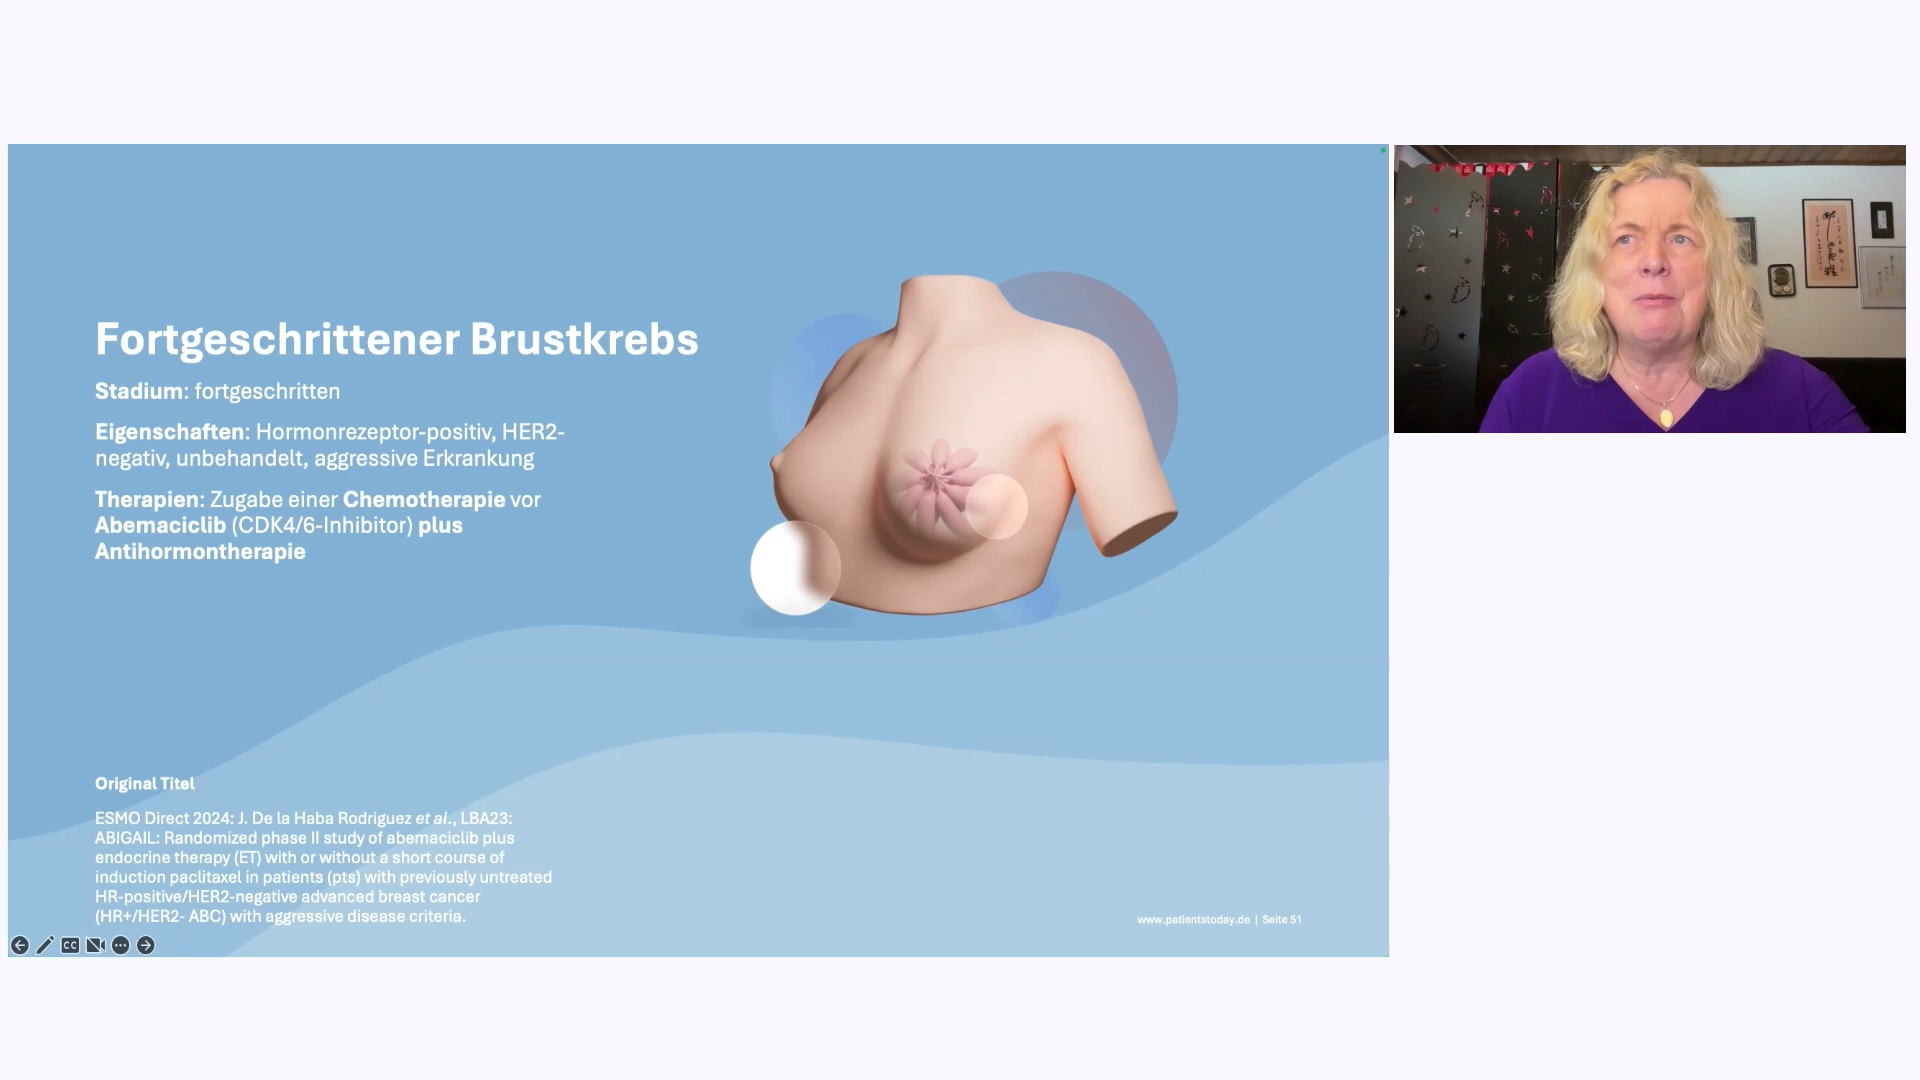 Fortgeschrittener Brustkrebs
Stadium: fortgeschritten
Eigenschaften: Hormonrezeptor-positiv, HER2-
negativ, unbehandelt, aggressive Erkrankung
Therapien: Zugabe einer Chemotherapie vor
Abemaciclib (CDK4/6-Inhibitor) plus
Antihormontherapie
Original Titel
ESMO Direct 2024: J. De la Haba Rodriguez et al., LBA23:
ABIGAIL: Randomized phase II study of abemaciclib plus
endocrine therapy (ET) with or without a short course of
induction paclitaxel in patients (pts) with previously untreated
HR-positive/HER2-negative advanced breast cancer
(HR+/HER2- ABC) with aggressive disease criteria.
www.patientstoday.de | Seite 51
CC